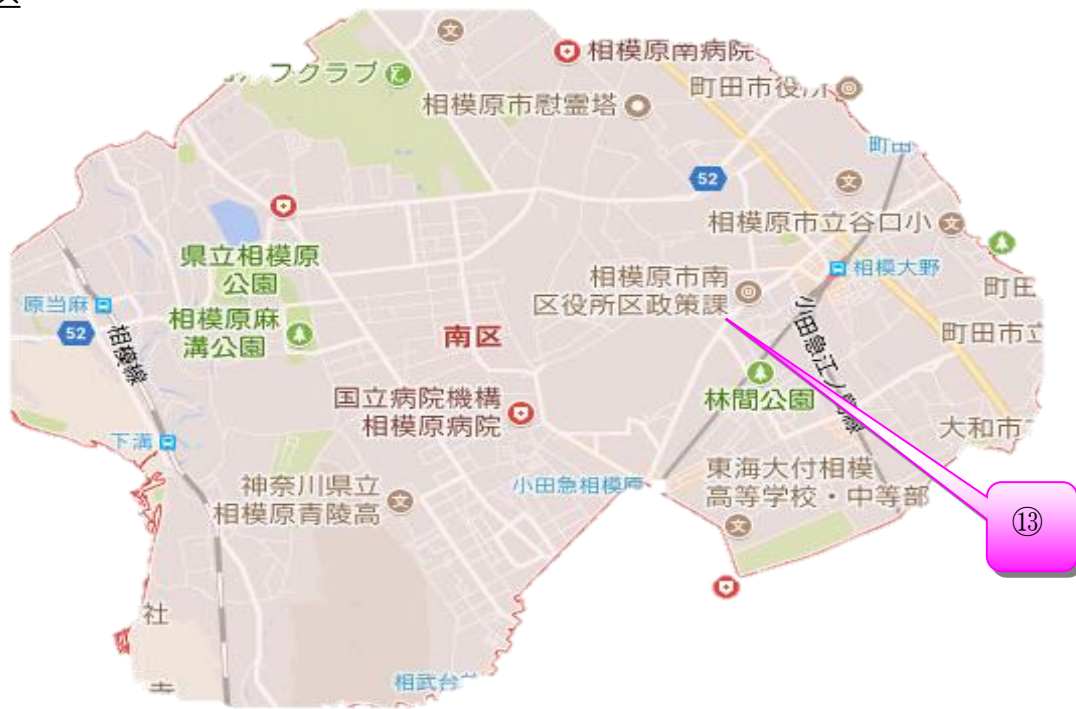 相模原南病院
フクラブ
町田市役所
相模原市慰霊塔
町田
52
相模原市立谷口小
県立相模原
公園
相模原市南
区役所区政策課
相模大野
町田
原当麻
52
相模線
相模原麻
溝公園
南区
小田急江ノ島線
町田市立
国立病院機構
相模原病院
林間公園
下溝
大和市
神奈川県立
相模原青陵高
小田急相模原
東海大付相模
高等学校・中等部
⑬
社
相武台